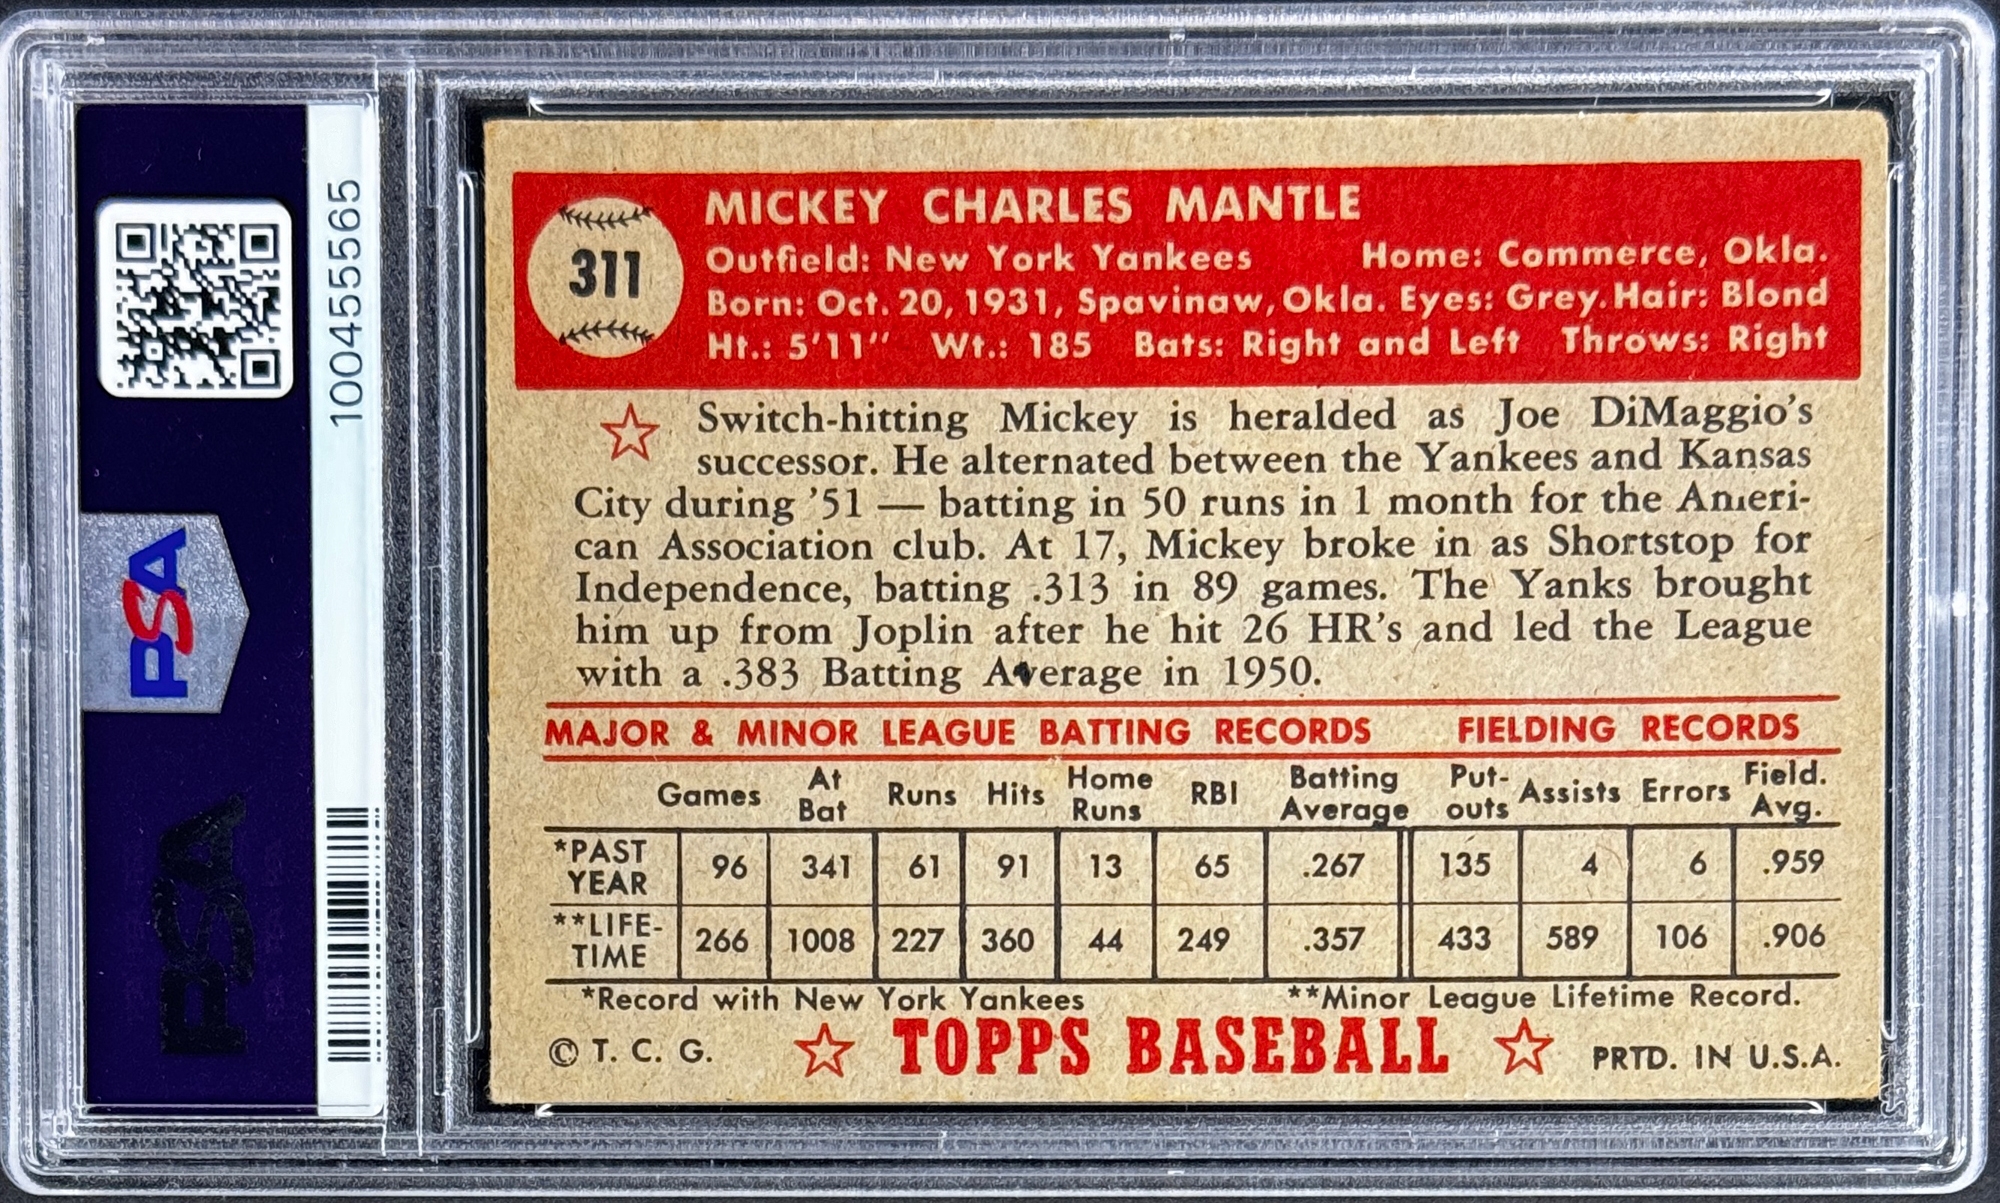 100455565
PSA
PSA
311
MICKEY CHARLES MANTLE
Outfield: New York Yankees Home: Commerce, Okla.
Born: Oct. 20, 1931, Spavinaw, Okla. Eyes: Grey. Hair: Blond
Ht.: 5'11" Wt.: 185 Bats: Right and Left Throws: Right
Switch-hitting Mickey is heralded as Joe DiMaggio's
successor. He alternated between the Yankees and Kansas
City during '51 — batting in 50 runs in 1 month for the Ameri-
can Association club. At 17, Mickey broke in as Shortstop for
Independence, batting .313 in 89 games. The Yanks brought
him up from Joplin after he hit 26 HR's and led the League
with a .383 Batting Average in 1950.
MAJOR & MINOR LEAGUE BATTING RECORDS FIELDING RECORDS
Games At Bat Runs Hits Home Runs RBI Batting Average Put-outs Assists Errors Field. Avg.
*PAST YEAR 96 341 61 91 13 65 .267 135 4 6 .959
**LIFE-TIME 266 1008 227 360 44 249 .357 433 589 106 .906
*Record with New York Yankees **Minor League Lifetime Record.
© T. C. G. TOPPS BASEBALL PRTD. IN U.S.A.